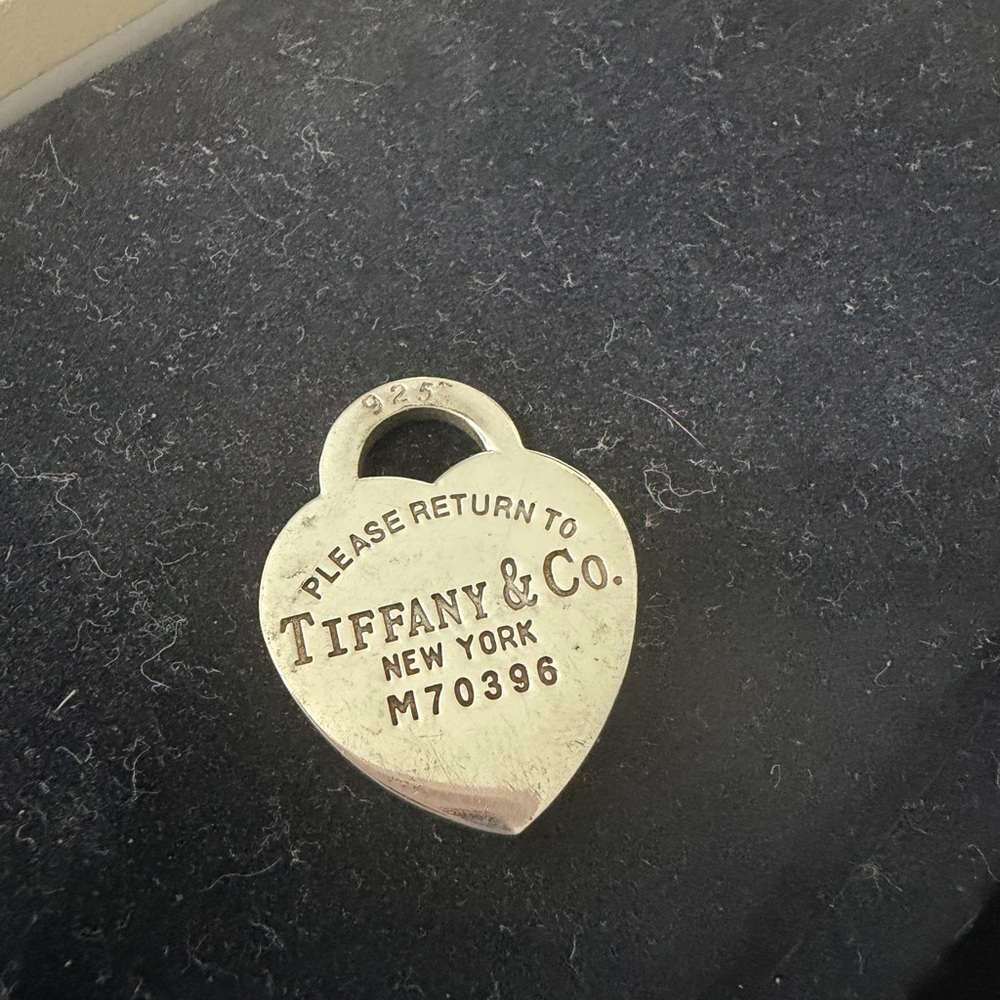 925
PLEASE RETURN TO
TIFFANY & CO.
NEW YORK
M70396